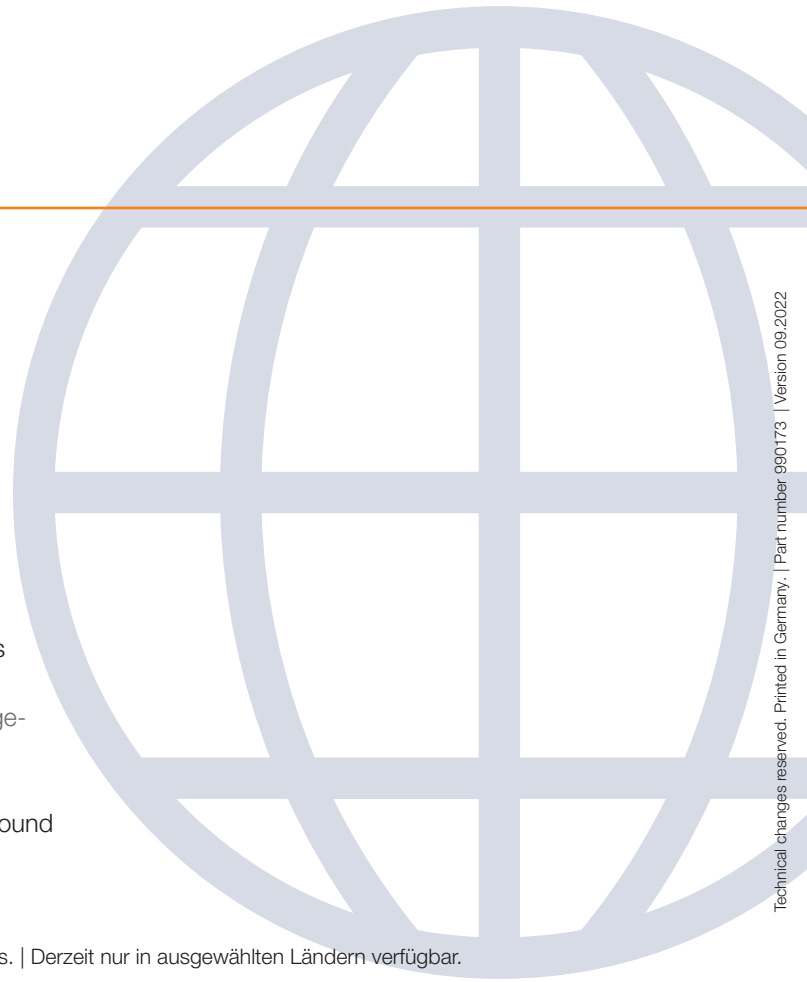 s
ge-
ound
s. | Derzeit nur in ausgewählten Ländern verfügbar.
Technical changes reserved. Printed in Germany. | Part number 990173 | Version 09.2022